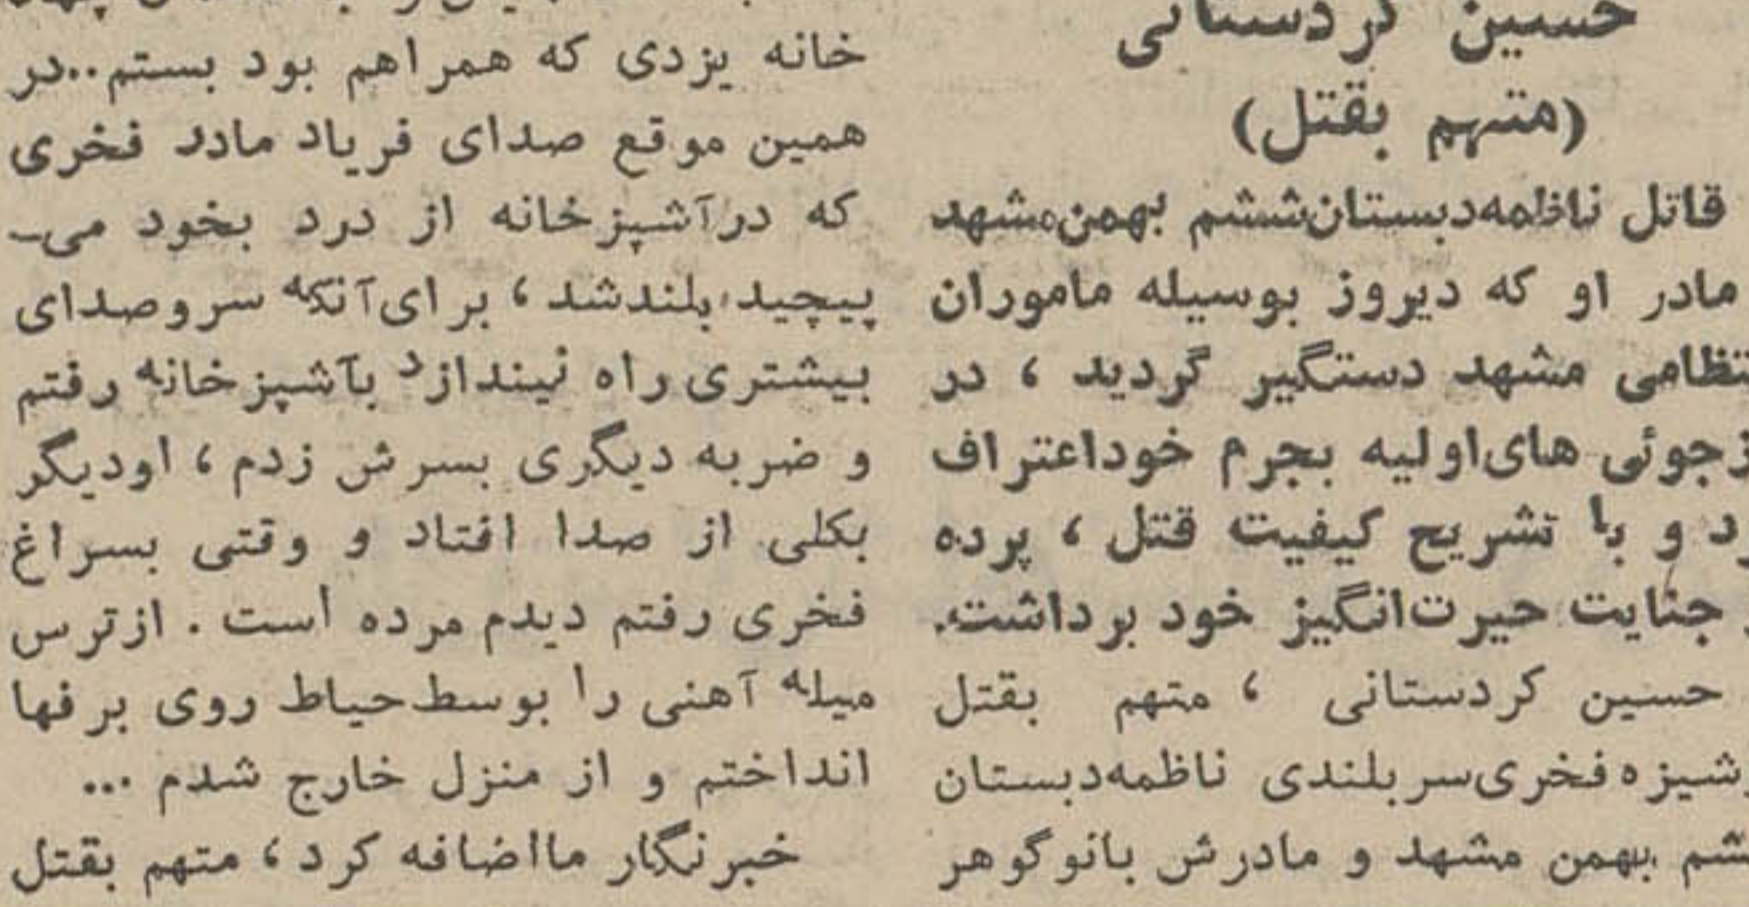 حسین کردستانی
(متهم بقتل)
قاتل ناظمه‌دبستان‌ششم بهمن‌مشهد
مادر او که دیروز بوسیله ماموران
مشهد دستگیر گردید ، در
های‌اولیه بجرم خوداعتراف
و با تشریح کیفیت قتل ، پرده
جنایت حیرت‌انگیز خود برداشت.
حسین کردستانی ، متهم بقتل
فخری‌سربلندی ناظمه‌دبستان
بهمن مشهد و مادرش بانوگوهر
خانه یزدی که همراهم بود بستم..در
همین موقع صدای فریاد مادر فخری
که درآشپزخانه از درد بخود می-
پیچید بلندشد ، برای‌آنکه سروصدای
بیشتری راه نیندازد بآشپزخانه رفتم
و ضربه دیگری بسرش زدم ، اودیگر
بکلی از صدا افتاد و وقتی بسراغ
فخری رفتم دیدم مرده است . ازترس
میله آهنی را بوسط‌حیاط روی برفها
انداختم و از منزل خارج شدم ...
خبرنگار مااضافه کرد ، متهم بقتل